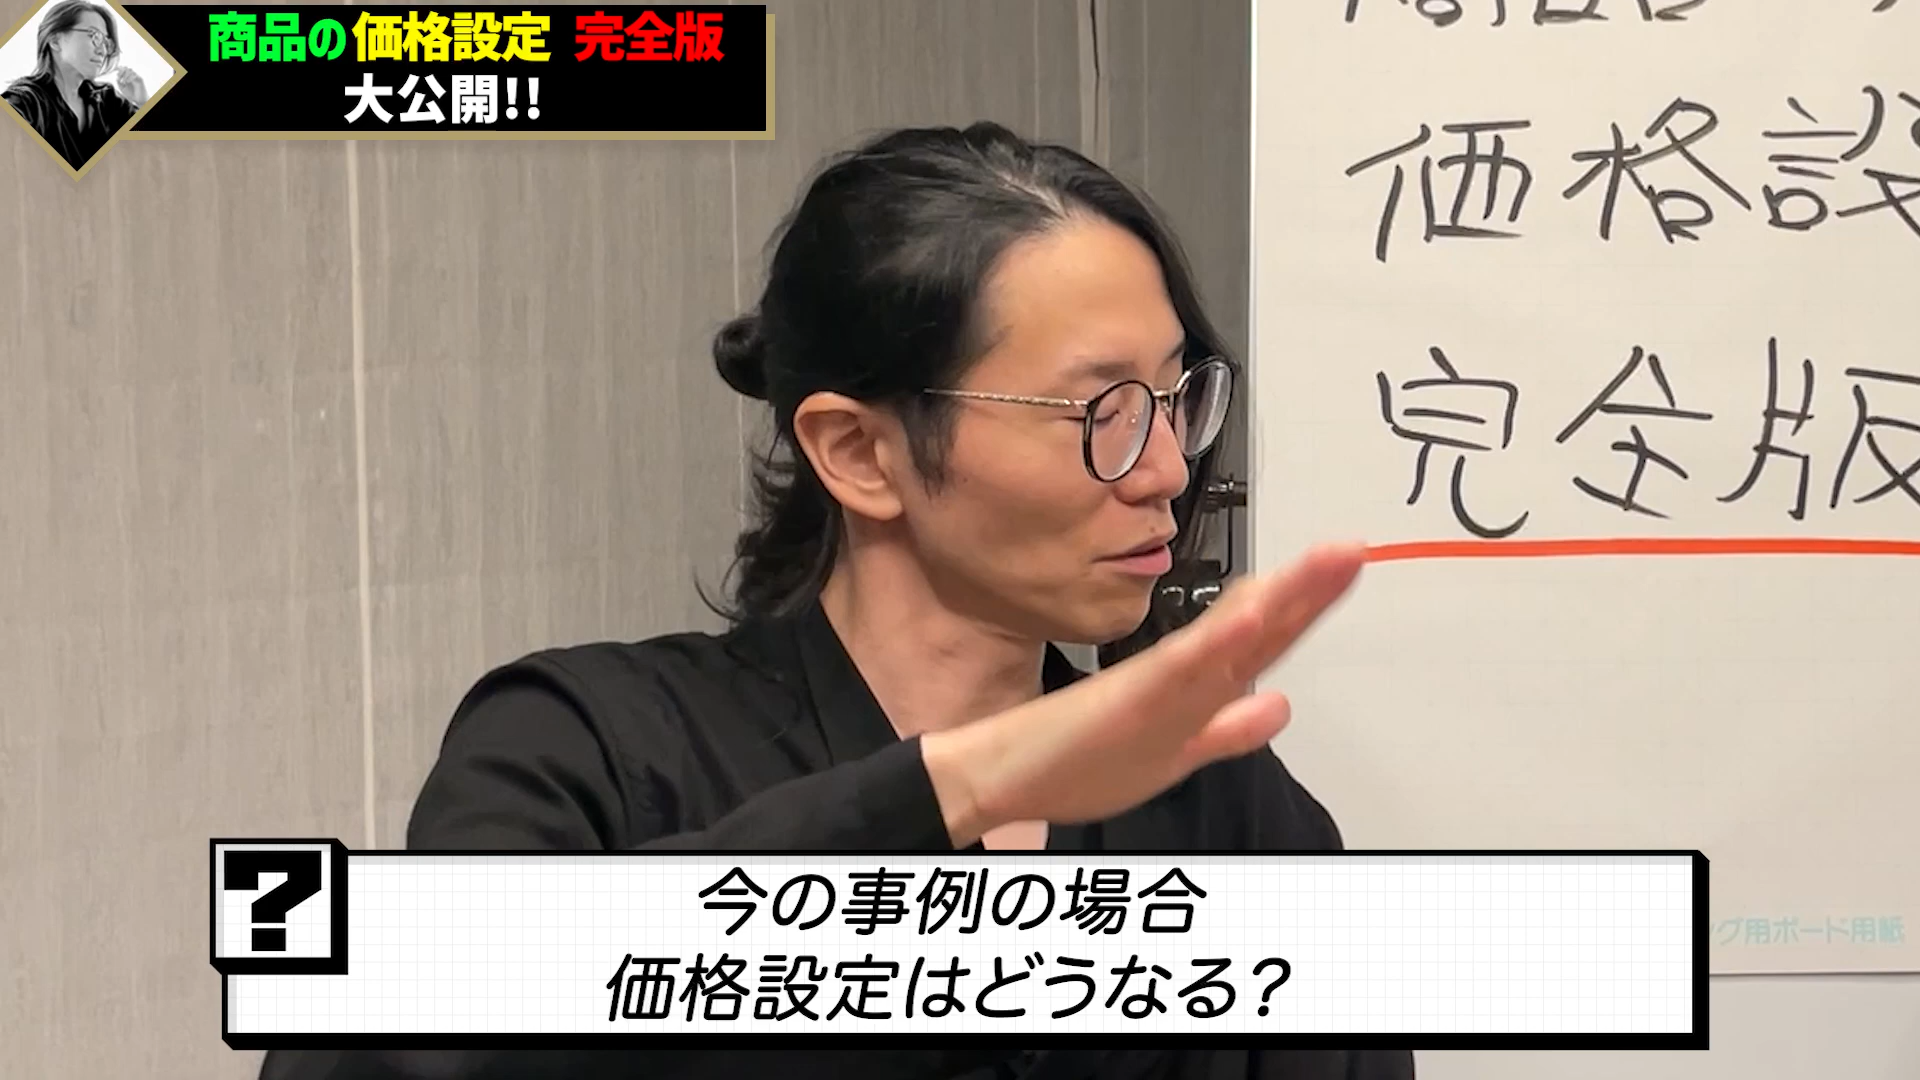 商品の価格設定 完全版
大公開!!
価格設
完全版
今の事例の場合
価格設定はどうなる?
グ用ボード用紙